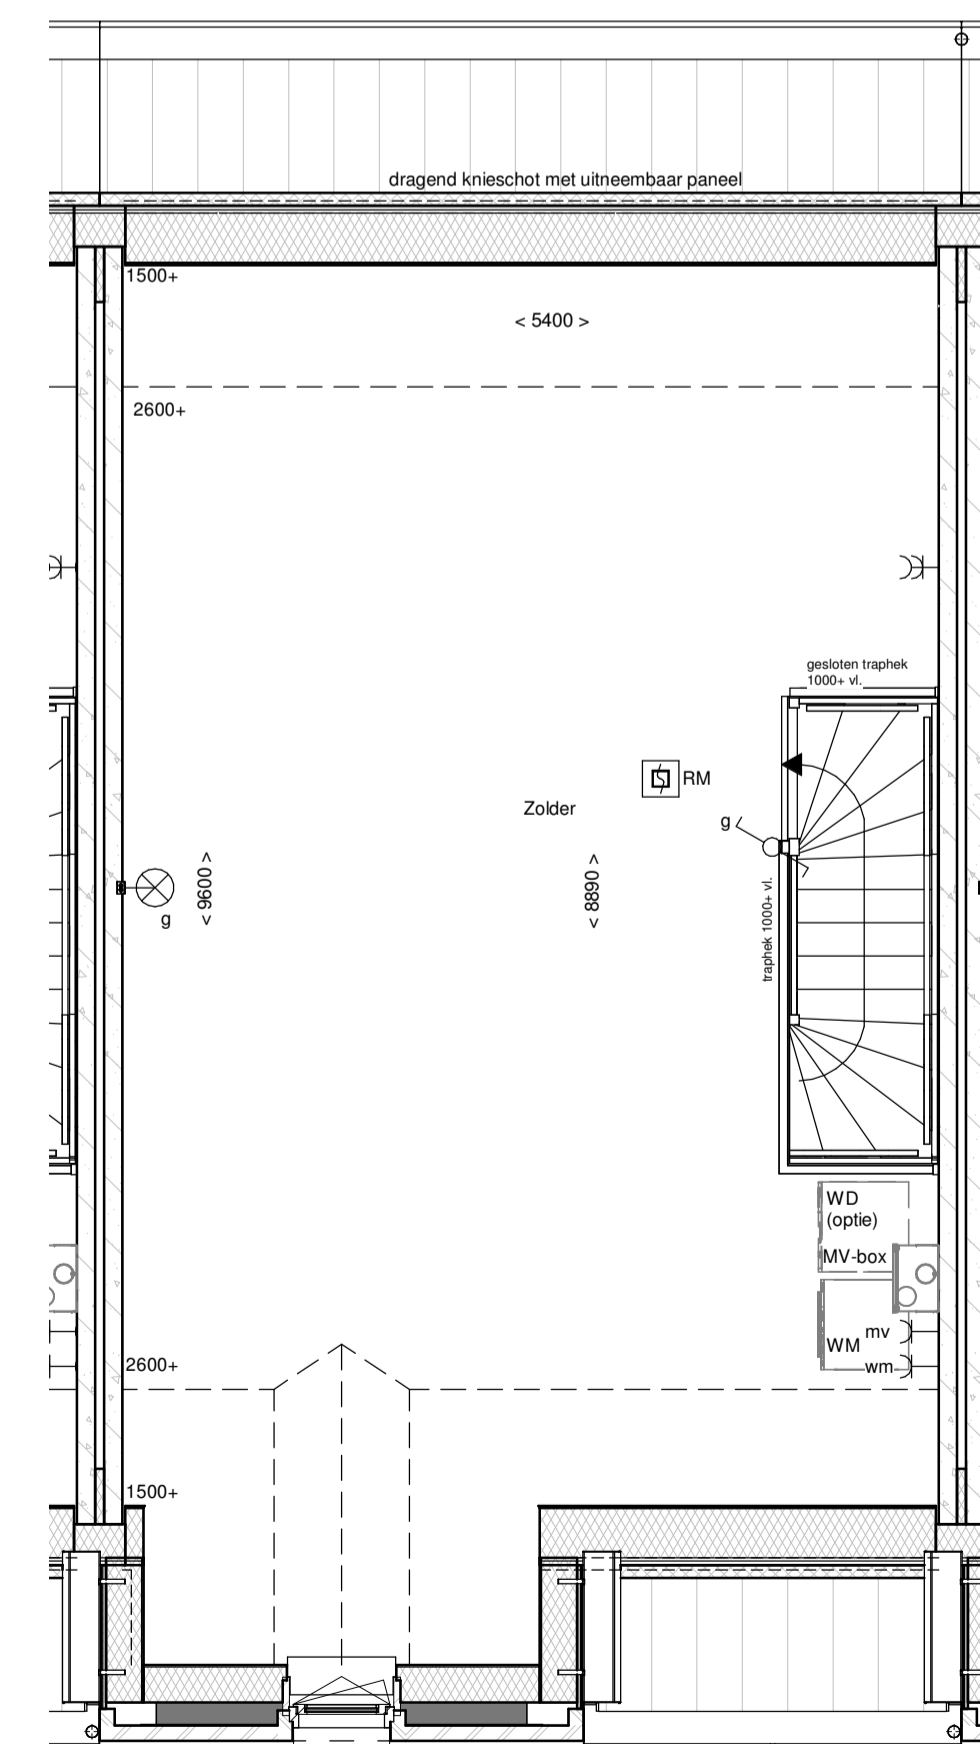 dragend knieschot met uitneembaar paneel
1500+
< 5400 >
2600+
gesloten traphek
1000+ vl.
RM
Zolder
g
< 9600 >
< 8890 >
g
traphek 1000+ vl.
WD
(optie)
MV-box
mv
WM
wm
2600+
1500+